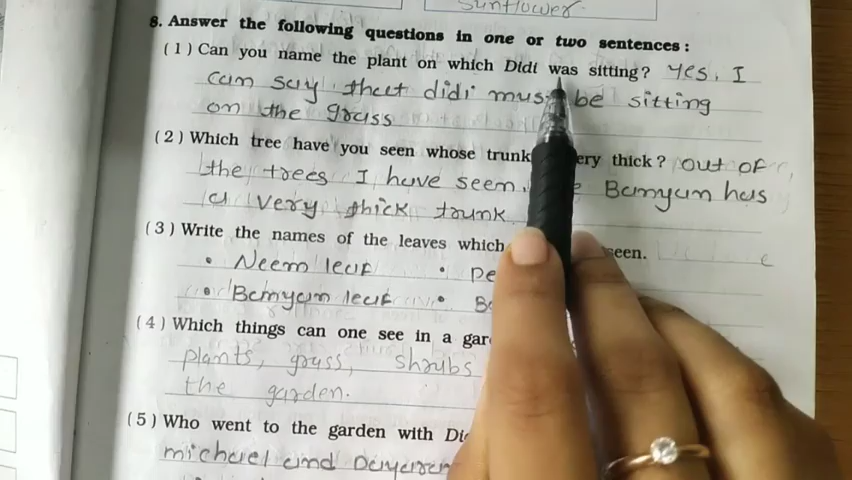 Sunflower
8. Answer the following questions in one or two sentences :
(1) Can you name the plant on which Didi was sitting? Yes, I
can say that didi must be sitting
on the grass
(2) Which tree have you seen whose trunk ery thick? out of
the trees I have seen Banyan has
a very thick trunk
(3) Write the names of the leaves which seen.
• Neem leaf • pe
• Banyan leaf • B
(4) Which things can one see in a gar
plants, grass, shrubs
the garden.
(5) Who went to the garden with Di
michael and